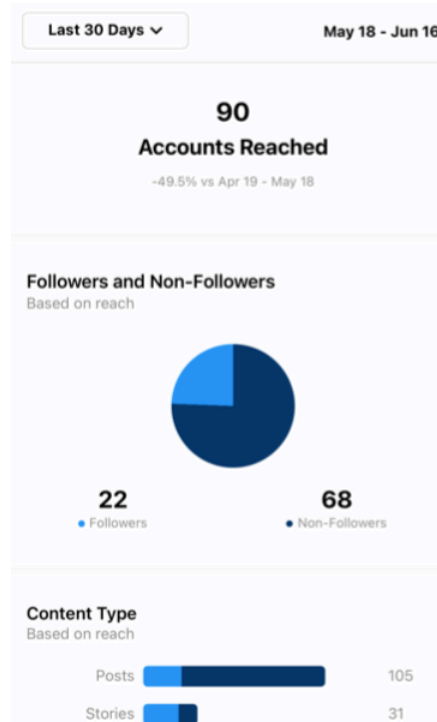 Last 30 Days
May 18 - Jun 16
90
Accounts Reached
-49.5% vs Apr 19 - May 18
Followers and Non-Followers
Based on reach
22
68
Followers
Non-Followers
Content Type
Based on reach
Posts 105
Stories 31